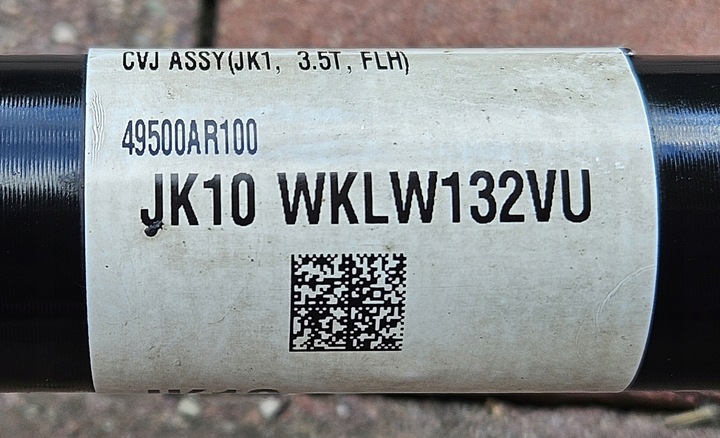 CVJ ASSY(JK1, 3.5T, FLH)
49500AR100
JK10 WKLW132VU